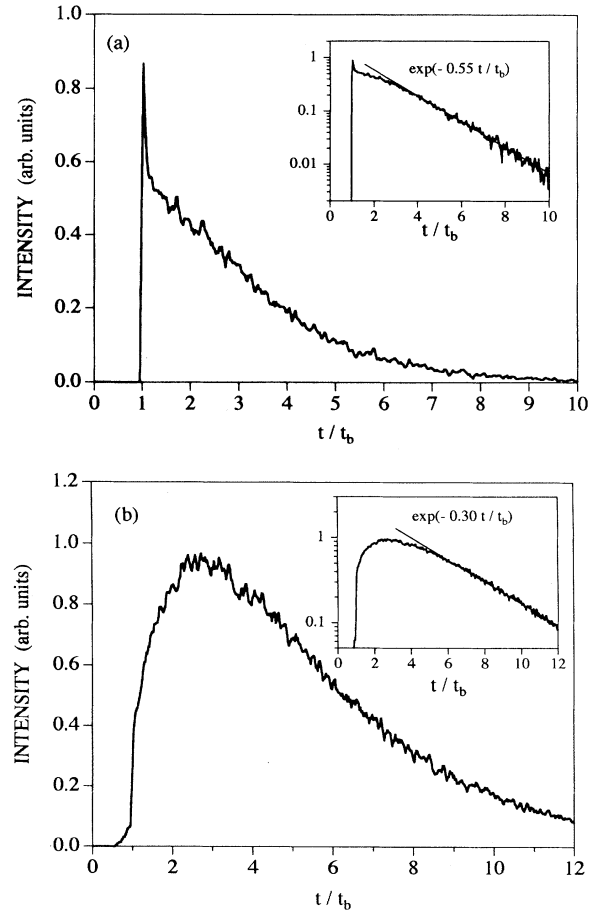 (a)
1.0
0.8
0.6
0.4
0.2
0.0
INTENSITY (arb. units)
0 1 2 3 4 5 6 7 8 9 10
t / t_b
exp(- 0.55 t / t_b)
1
0.1
0.01
0 2 4 6 8 10
t / t_b
(b)
1.2
1.0
0.8
0.6
0.4
0.2
0.0
INTENSITY (arb. units)
0 2 4 6 8 10 12
t / t_b
exp(- 0.30 t / t_b)
1
0.1
0 2 4 6 8 10 12
t / t_b